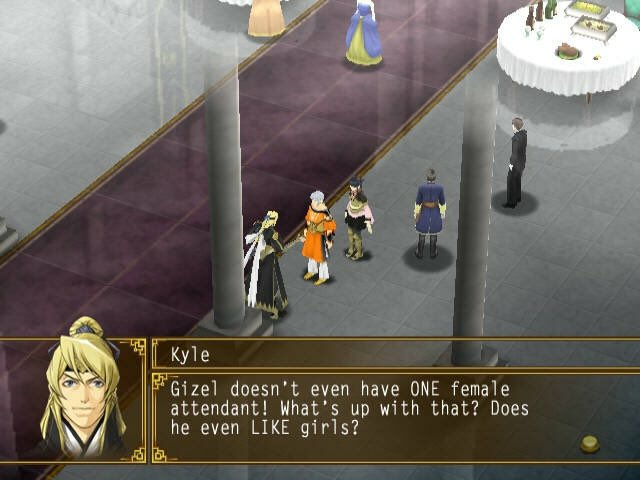 Kyle
Gizel doesn't even have ONE female
attendant! What's up with that? Does
he even LIKE girls?